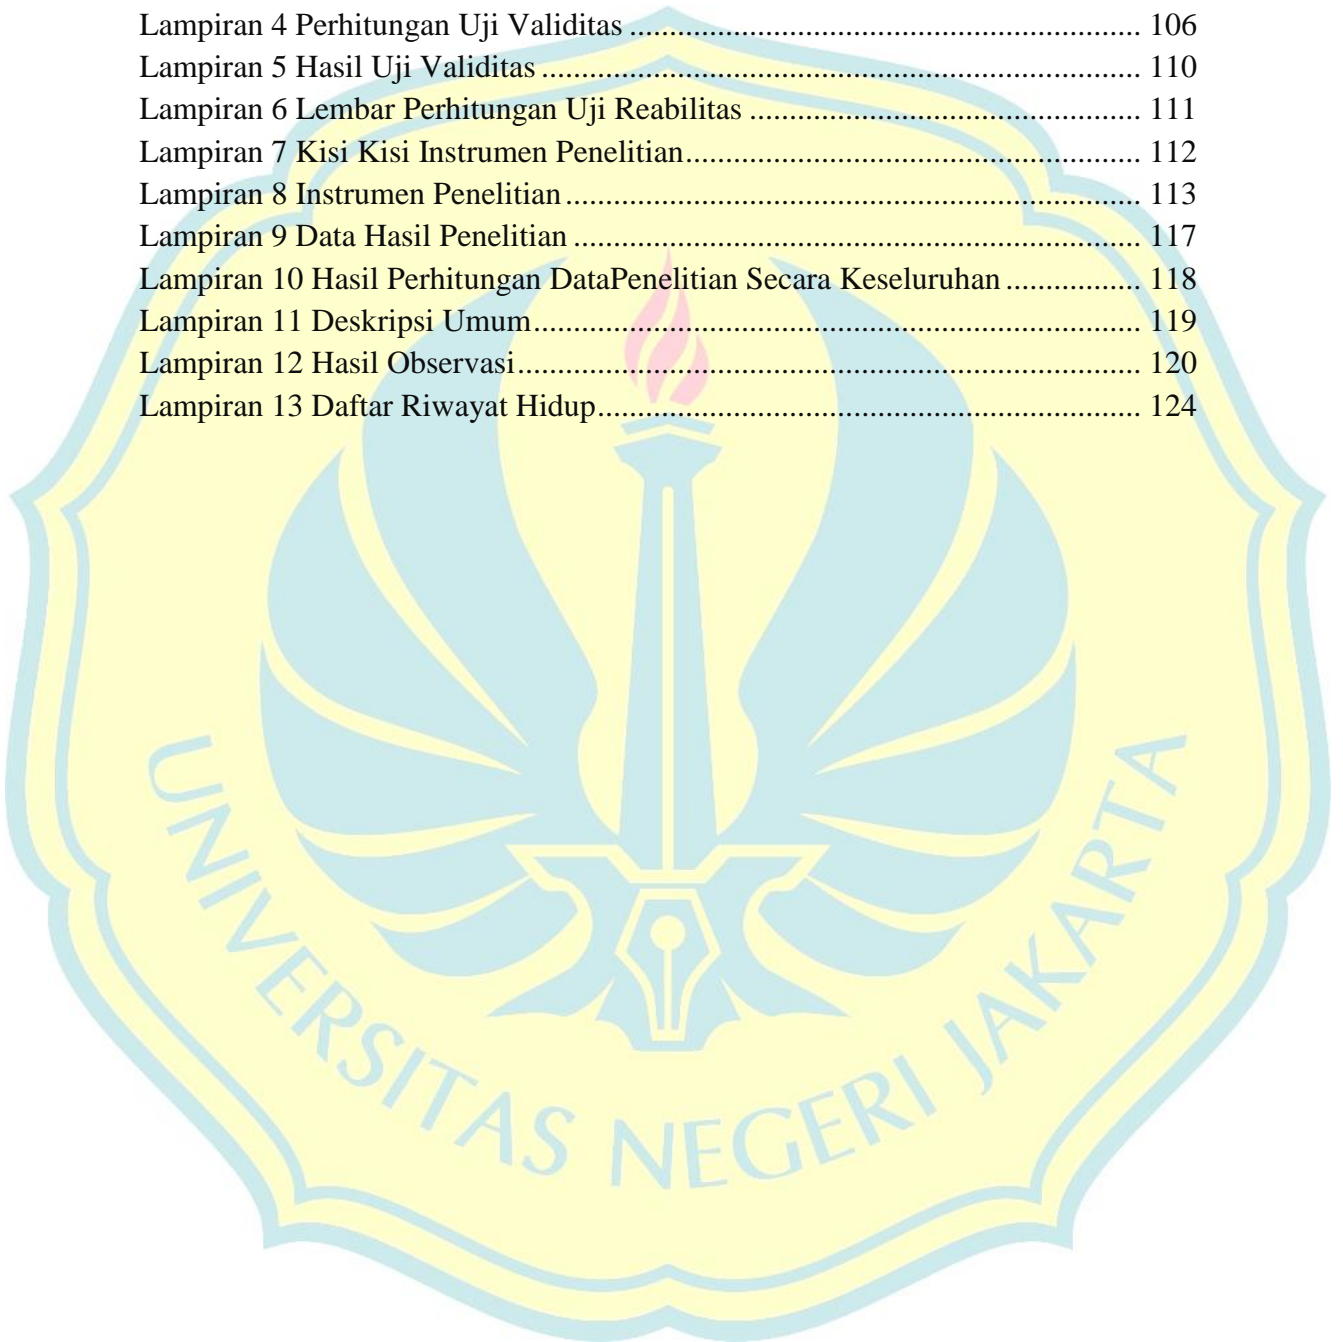 Lampiran 4 Perhitungan Uji Validitas ................................................................ 106
Lampiran 5 Hasil Uji Validitas ........................................................................... 110
Lampiran 6 Lembar Perhitungan Uji Reabilitas ................................................. 111
Lampiran 7 Kisi Kisi Instrumen Penelitian......................................................... 112
Lampiran 8 Instrumen Penelitian ........................................................................ 113
Lampiran 9 Data Hasil Penelitian ....................................................................... 117
Lampiran 10 Hasil Perhitungan DataPenelitian Secara Keseluruhan ................. 118
Lampiran 11 Deskripsi Umum............................................................................ 119
Lampiran 12 Hasil Observasi.............................................................................. 120
Lampiran 13 Daftar Riwayat Hidup.................................................................... 124
UNIVERSITAS NEGERI JAKARTA